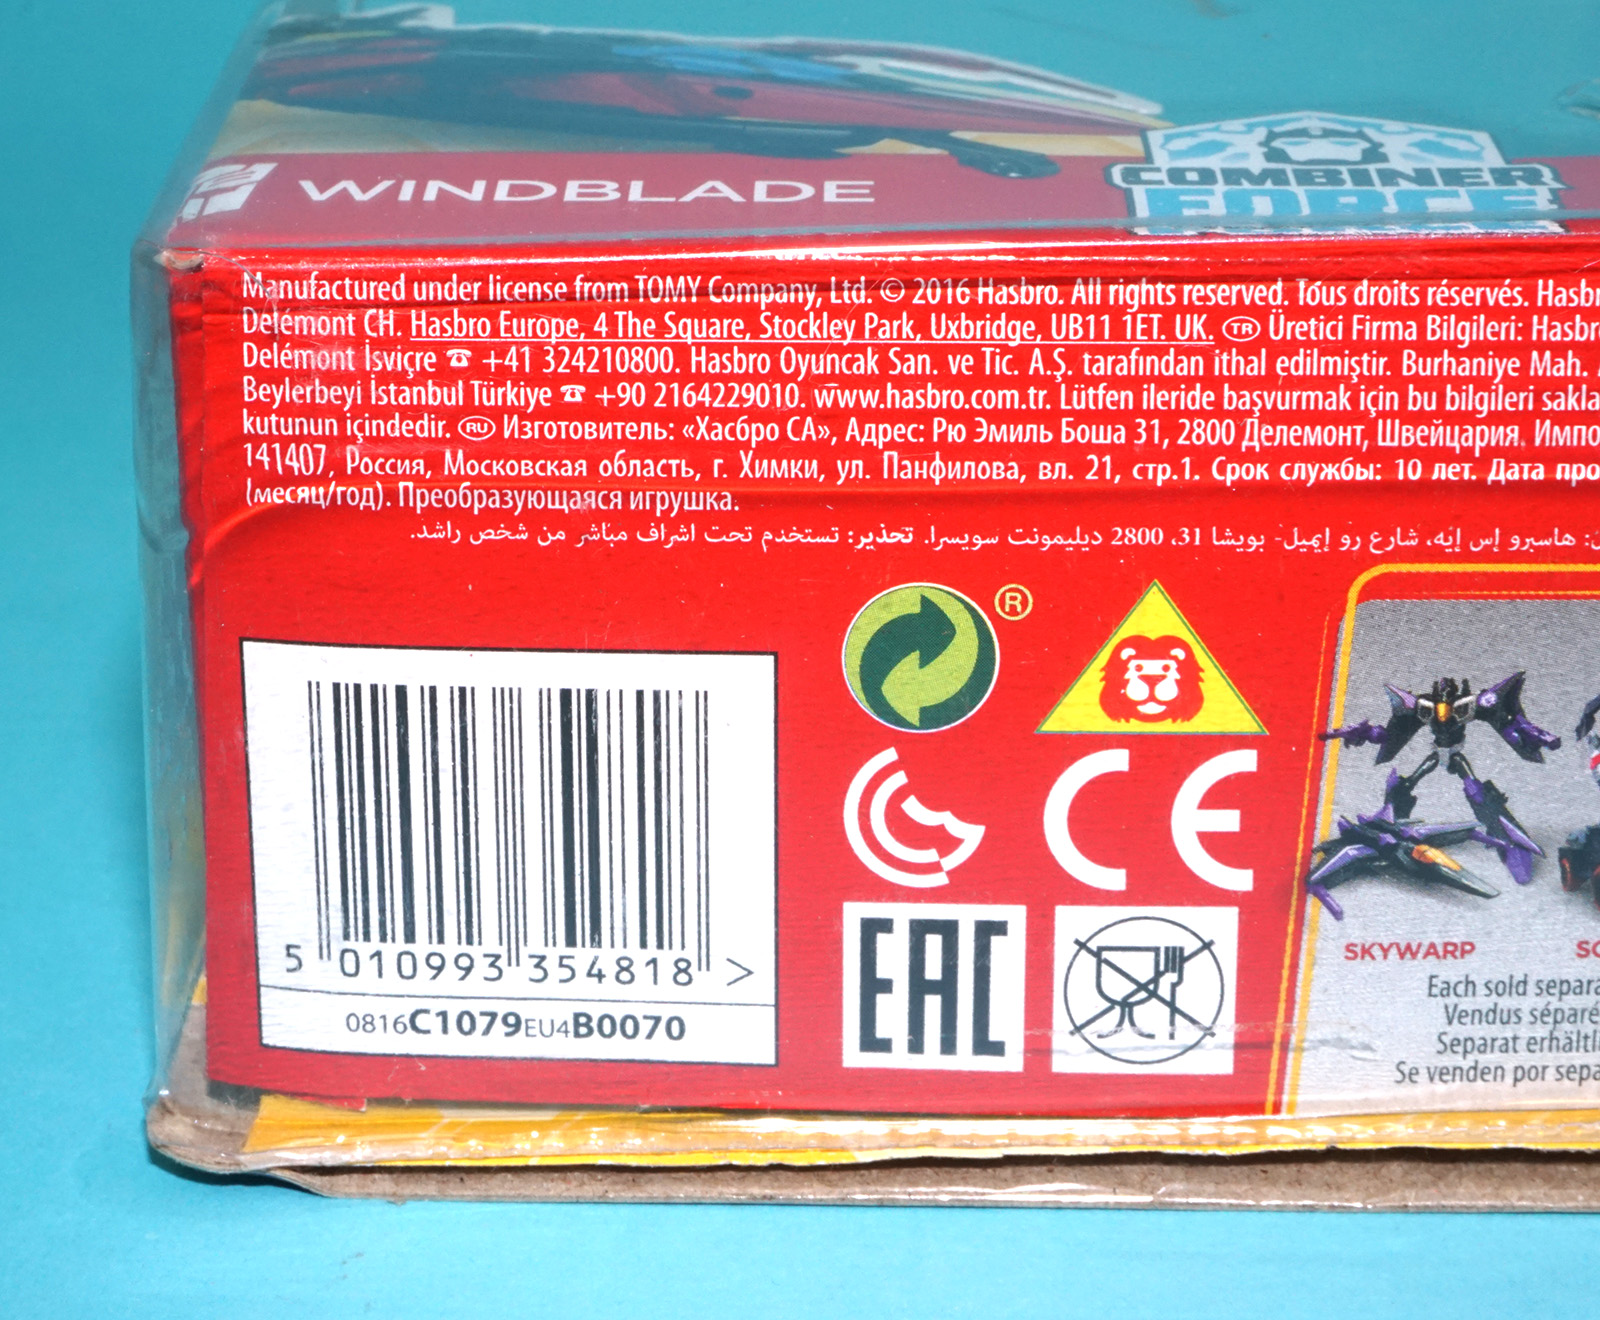 WINDBLADE
COMBINER
FORCE
Manufactured under license from TOMY Company, Ltd. © 2016 Hasbro. All rights reserved. Tous droits réservés.
Delémont CH. Hasbro Europe, 4 The Square, Stockley Park, Uxbridge, UB11 1ET. UK. TR Üretici Firma Bilgileri:
Delémont İsviçre ☎ +41 324210800. Hasbro Oyuncak San. ve Tic. A.Ş. tarafından ithal edilmiştir. Burhaniye Mah.
Beylerbeyi İstanbul Türkiye ☎ +90 2164229010. www.hasbro.com.tr. Lütfen ileride başvurmak için bu bilgileri
kutunun içindedir. RU Изготовитель: «Хасбро СА», Адрес: Рю Эмиль Боша 31, 2800 Делемонт, Швейцария.
141407, Россия, Московская область, г. Химки, ул. Панфилова, вл. 21, стр.1. Срок службы: 10 лет. Дата
(месяц/год). Преобразующаяся игрушка.
هاسبرو إس إيه، شارع رو إيميل- بويشا 31، 2800 ديليمونت سويسرا. تحذير: تستخدم تحت اشراف مباشر من شخص راشد.
®
CE
EAC
5 010993 354818 >
0816C1079EU4B0070
SKYWARP
Each sold
Vendus
Separat
Se venden por